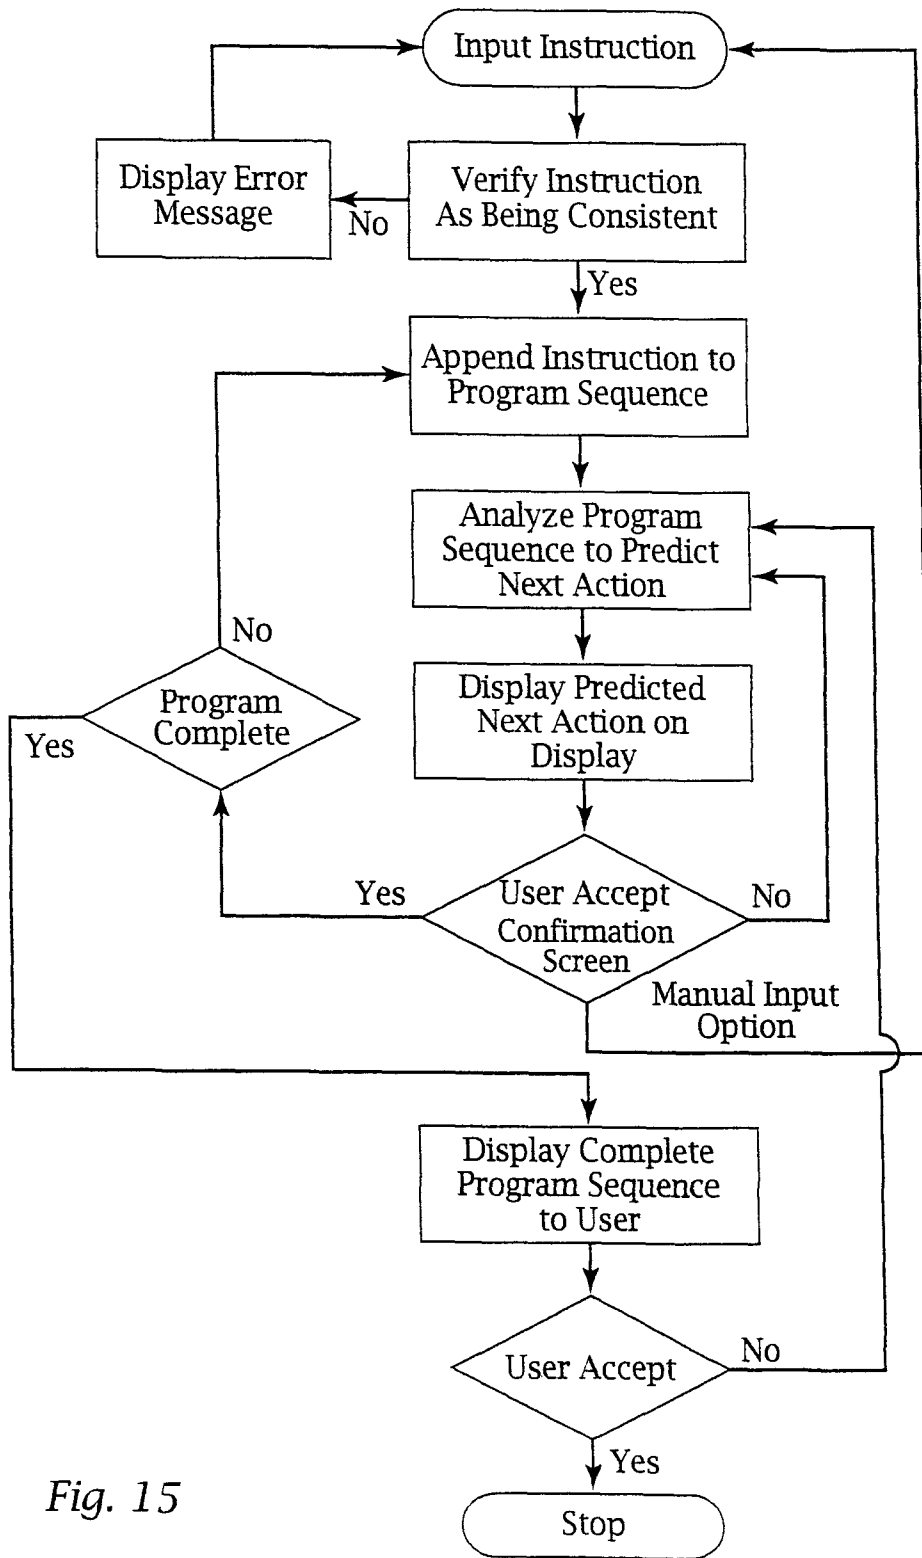 Input Instruction
Display Error
Message
No
Verify Instruction
As Being Consistent
Yes
Append Instruction to
Program Sequence
Analyze Program
Sequence to Predict
Next Action
No
Program
Complete
Yes
Display Predicted
Next Action on
Display
Yes
User Accept
Confirmation
Screen
No
Manual Input
Option
Display Complete
Program Sequence
to User
User Accept
No
Yes
Stop
Fig. 15